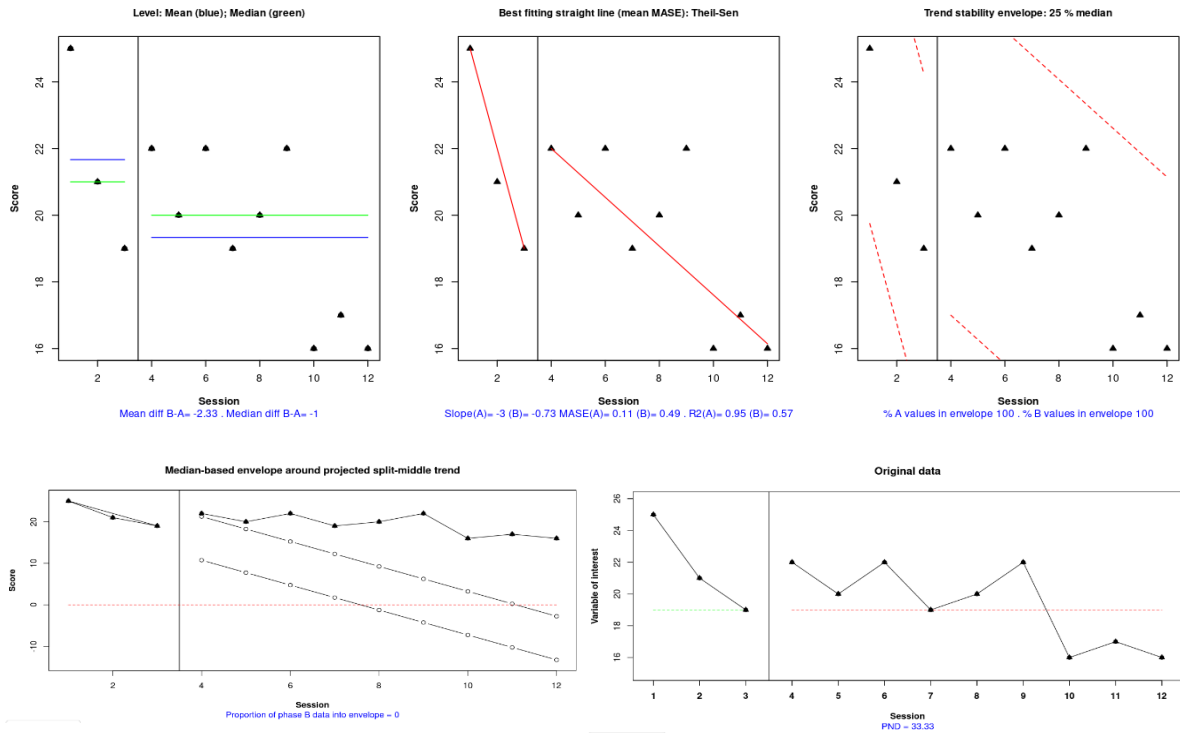 Level: Mean (blue); Median (green)
Score
24
22
20
18
16
2 4 6 8 10 12
Session
Mean diff B-A= -2.33 . Median diff B-A= -1
Best fitting straight line (mean MASE): Theil-Sen
Score
24
22
20
18
16
2 4 6 8 10 12
Session
Slope(A)= -3 (B)= -0.73 MASE(A)= 0.11 (B)= 0.49 . R2(A)= 0.95 (B)= 0.57
Trend stability envelope: 25 % median
Score
24
22
20
18
16
2 4 6 8 10 12
Session
% A values in envelope 100 . % B values in envelope 100
Median-based envelope around projected split-middle trend
Score
20
10
0
-10
2 4 6 8 10 12
Session
Proportion of phase B data into envelope = 0
Original data
Variable of interest
26
24
22
20
18
16
1 2 3 4 5 6 7 8 9 10 11 12
Session
PND = 33.33